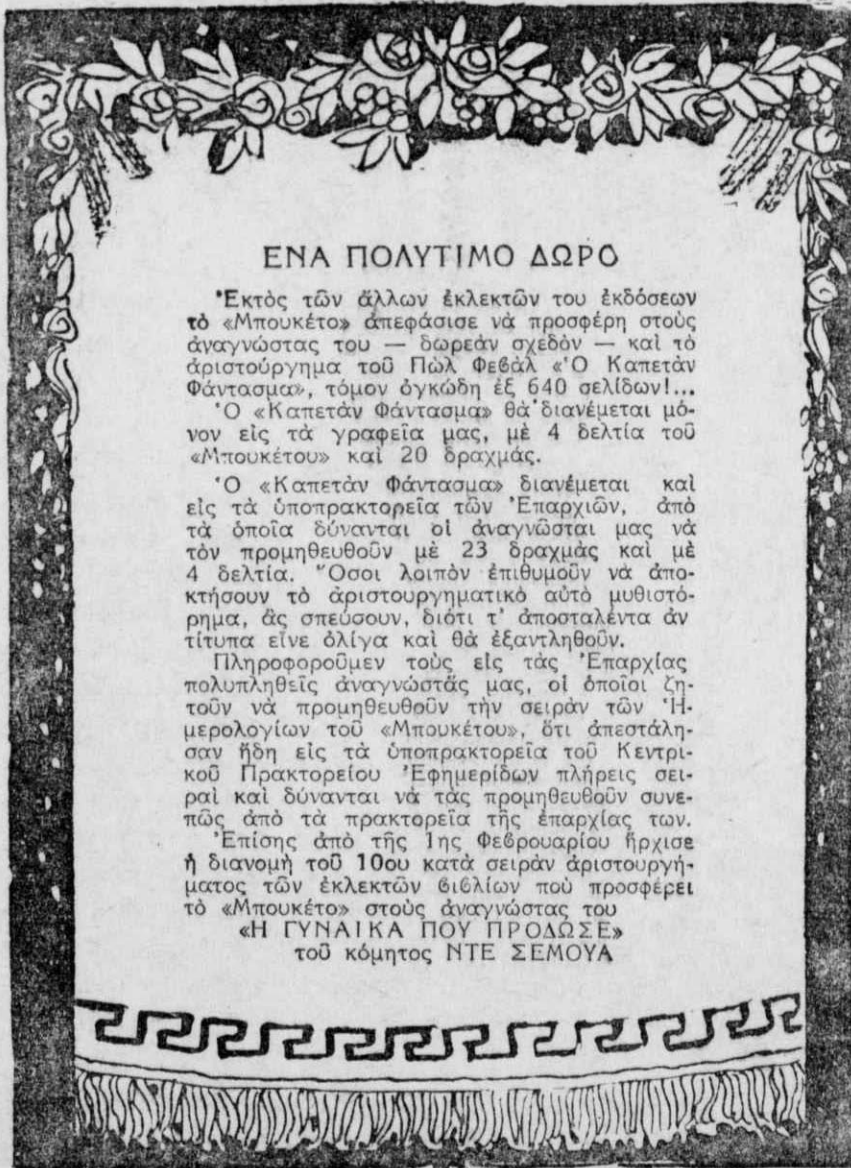 ΕΝΑ ΠΟΛΥΤΙΜΟ ΔΩΡΟ
Ἐκτὸς τῶν ἄλλων ἐκλεκτῶν του ἐκδόσεων
τὸ «Μπουκέτο» ἀπεφάσισε νὰ προσφέρη στοὺς
ἀναγνώστας του — δωρεὰν σχεδὸν — καὶ τὸ
ἀριστούργημα τοῦ Πὼλ Φεβὰλ «Ὁ Καπετὰν
Φάντασμα», τόμον ὀγκώδη ἐξ 640 σελίδων!...
Ὁ «Καπετὰν Φάντασμα» θὰ διανέμεται μό-
νον εἰς τὰ γραφεῖα μας, μὲ 4 δελτία τοῦ
«Μπουκέτου» καὶ 20 δραχμάς.
Ὁ «Καπετὰν Φάντασμα» διανέμεται καὶ
εἰς τὰ ὑποπρακτορεῖα τῶν Ἐπαρχιῶν, ἀπὸ
τὰ ὁποῖα δύνανται οἱ ἀναγνῶσται μας νὰ
τὸν προμηθευθοῦν μὲ 23 δραχμὰς καὶ μὲ
4 δελτία. Ὅσοι λοιπὸν ἐπιθυμοῦν νὰ ἀπο-
κτήσουν τὸ ἀριστουργηματικὸ αὐτὸ μυθιστό-
ρημα, ἂς σπεύσουν, διότι τ' ἀποσταλέντα ἀν
τίτυπα εἶνε ὀλίγα καὶ θὰ ἐξαντληθοῦν.
Πληροφοροῦμεν τοὺς εἰς τὰς Ἐπαρχίας
πολυπληθεῖς ἀναγνώστάς μας, οἱ ὁποῖοι ζη-
τοῦν νὰ προμηθευθοῦν τὴν σειρὰν τῶν Ἡ-
μερολογίων τοῦ «Μπουκέτου», ὅτι ἀπεστάλη-
σαν ἤδη εἰς τὰ ὑποπρακτορεῖα τοῦ Κεντρι-
κοῦ Πρακτορείου Ἐφημερίδων πλήρεις σει-
ραὶ καὶ δύνανται νὰ τὰς προμηθευθοῦν συνε-
πῶς ἀπὸ τὰ πρακτορεῖα τῆς ἐπαρχίας των.
Ἐπίσης ἀπὸ τῆς 1ης Φεβρουαρίου ἤρχισε
ἡ διανομὴ τοῦ 10ου κατὰ σειρὰν ἀριστουργή-
ματος τῶν ἐκλεκτῶν βιβλίων ποὺ προσφέρει
τὸ «Μπουκέτο» στοὺς ἀναγνώστας του
«Η ΓΥΝΑΙΚΑ ΠΟΥ ΠΡΟΔΩΣΕ»
τοῦ κόμητος ΝΤΕ ΣΕΜΟΥΑ